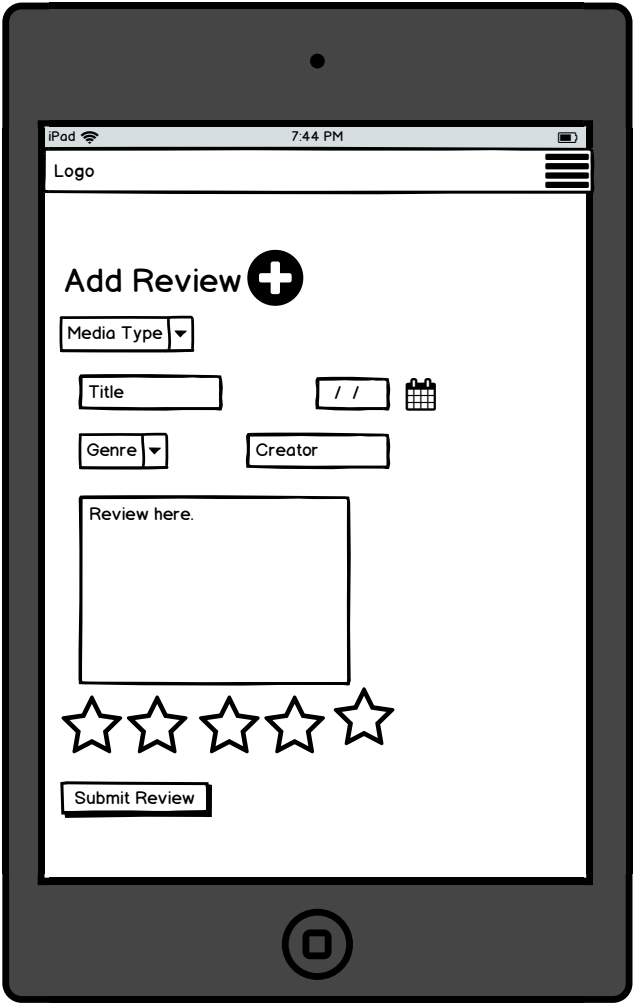 iPad 7:44 PM
Logo
Add Review
Media Type
Title / /
Genre Creator
Review here.
Submit Review